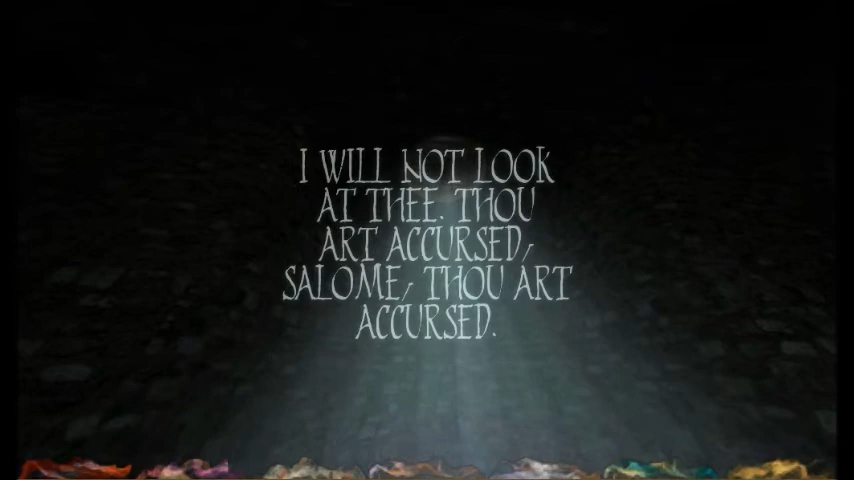 I WILL NOT LOOK
AT THEE. THOU
ART ACCURSED,
SALOME, THOU ART
ACCURSED.